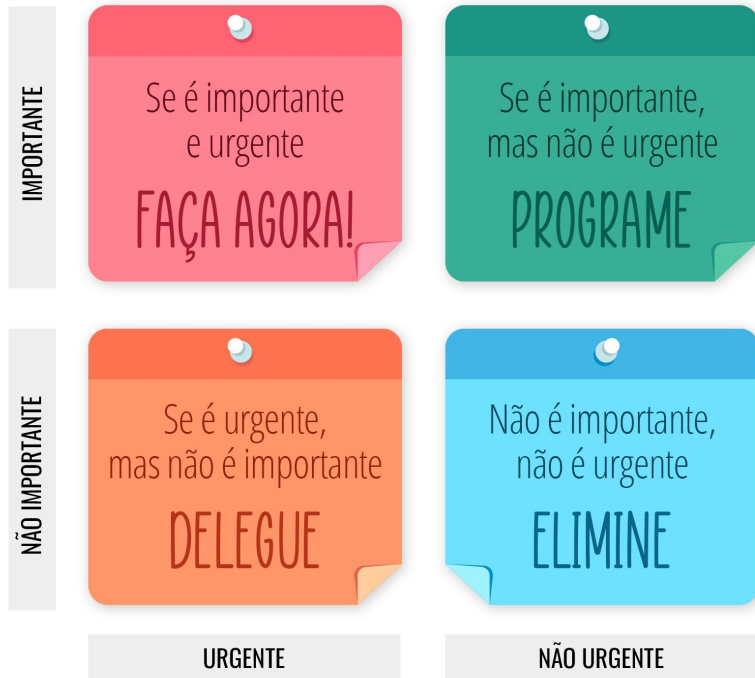 IMPORTANTE
Se é importante
e urgente
FAÇA AGORA!
Se é importante,
mas não é urgente
PROGRAME
NÃO IMPORTANTE
Se é urgente,
mas não é importante
DELEGUE
Não é importante,
não é urgente
ELIMINE
URGENTE
NÃO URGENTE